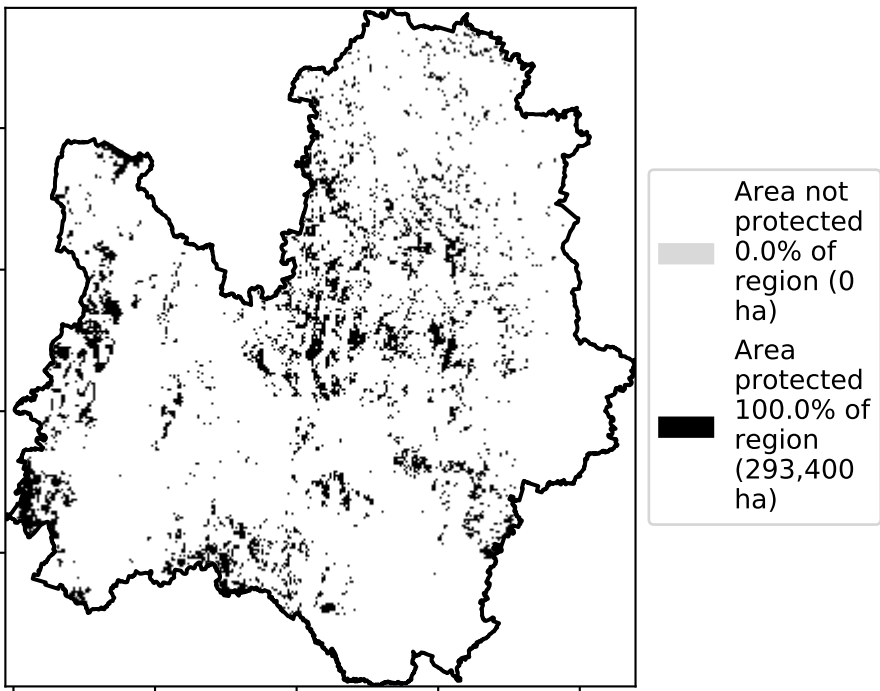 Area not
protected
0.0% of
region (0
ha)
Area
protected
100.0% of
region
(293,400
ha)